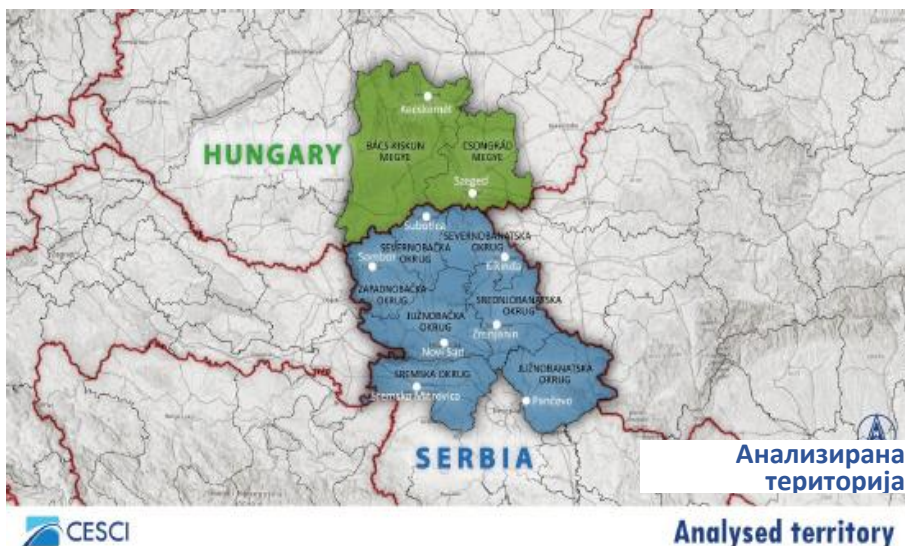 Kecskemét
HUNGARY
BÁCS-KISKUN
MEGYE
CSONGRÁD
MEGYE
Szeged
Subotica
SEVERNOBANATSKA
OKRUG
SEVERNOBAČKA
OKRUG
Sombor
Kikinda
ZAPADNOBAČKA
OKRUG
SREDNJOBANATSKA
OKRUG
JUŽNOBAČKA
OKRUG
Zrenjanin
Novi Sad
SREMSKA OKRUG
JUŽNOBANATSKA
OKRUG
Sremska Mitrovica
Pančevo
SERBIA
Анализирана
територија
CESCI
Analysed territory